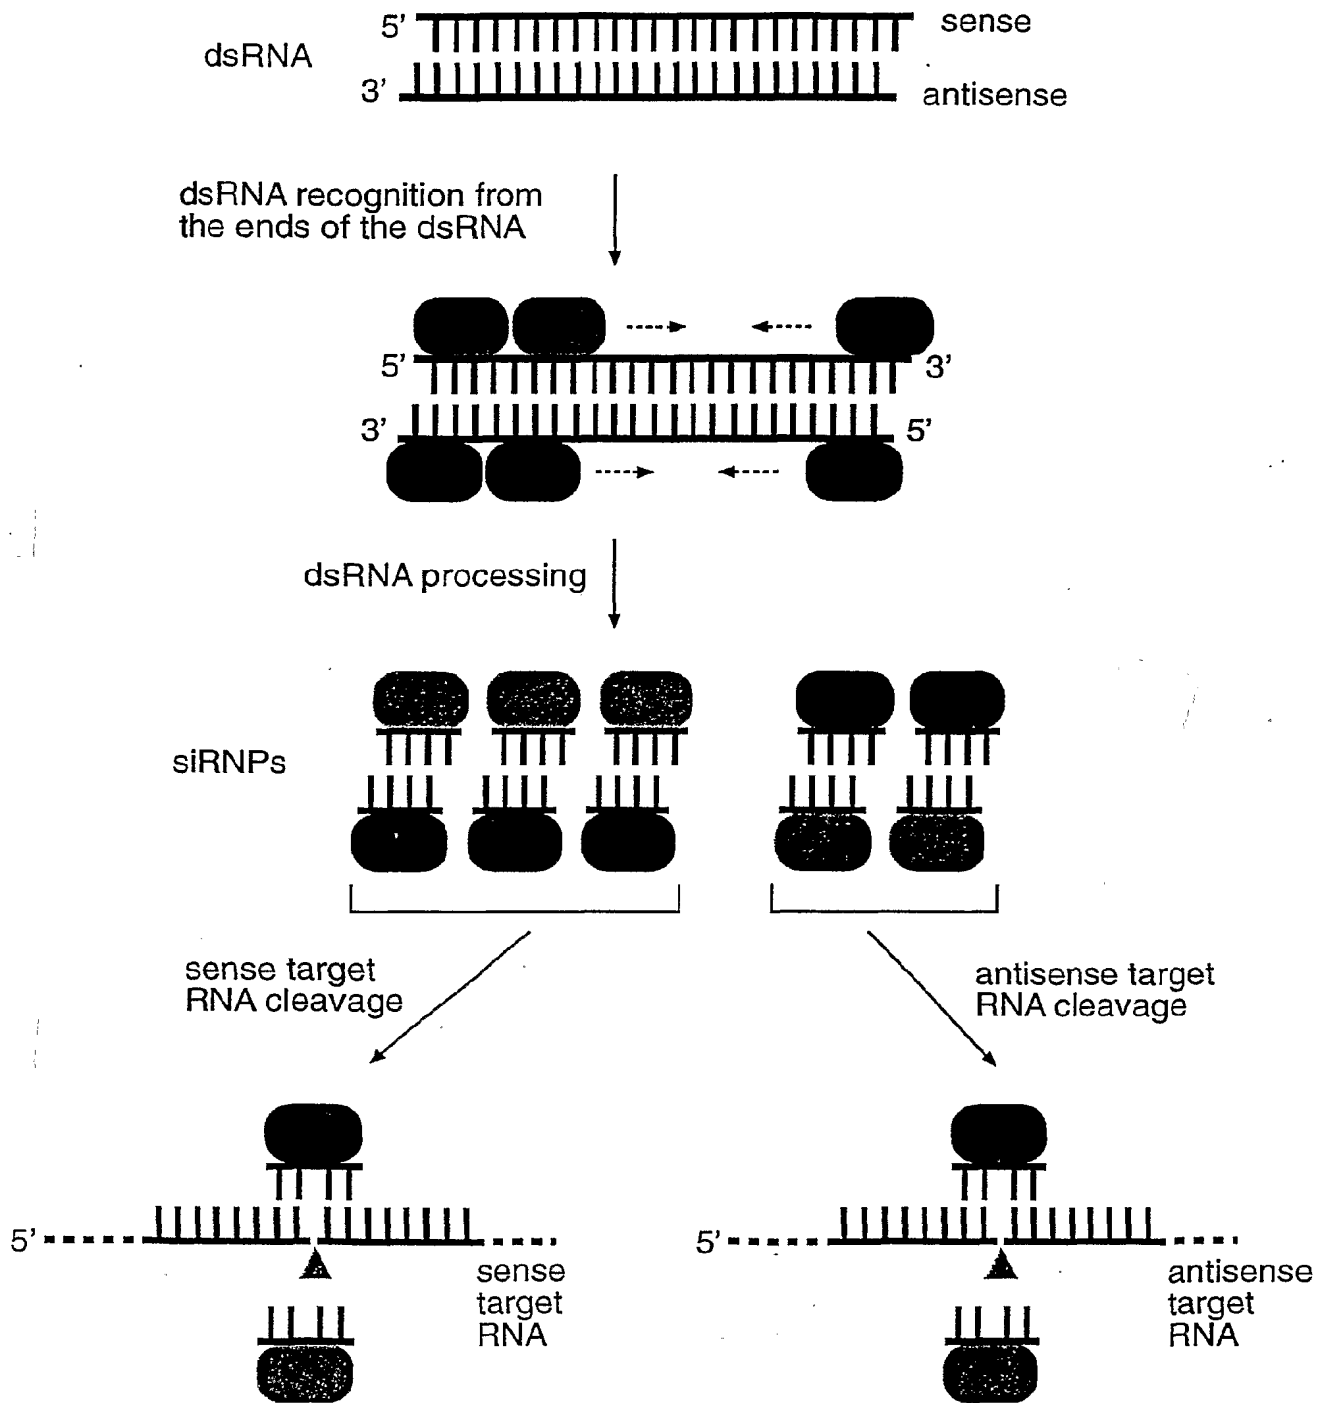 5' sense
dsRNA
3' antisense
dsRNA recognition from
the ends of the dsRNA
5' 3'
3' 5'
dsRNA processing
siRNPs
sense target
RNA cleavage
antisense target
RNA cleavage
5'
sense
target
RNA
5'
antisense
target
RNA